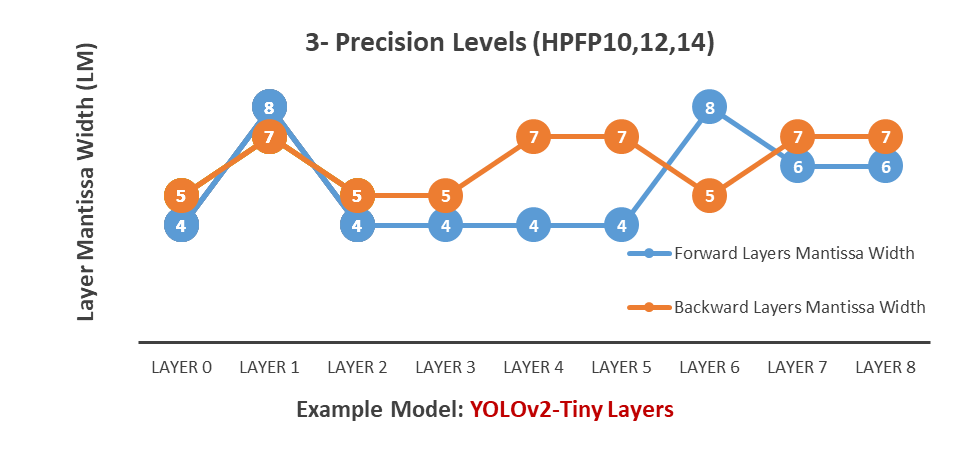 3- Precision Levels (HPFP10,12,14)
Layer Mantissa Width (LM)
8 8
7 7 7 7 7
6 6
5 5 5 5
4 4 4 4 4
Forward Layers Mantissa Width
Backward Layers Mantissa Width
LAYER 0 LAYER 1 LAYER 2 LAYER 3 LAYER 4 LAYER 5 LAYER 6 LAYER 7 LAYER 8
Example Model: YOLOv2-Tiny Layers